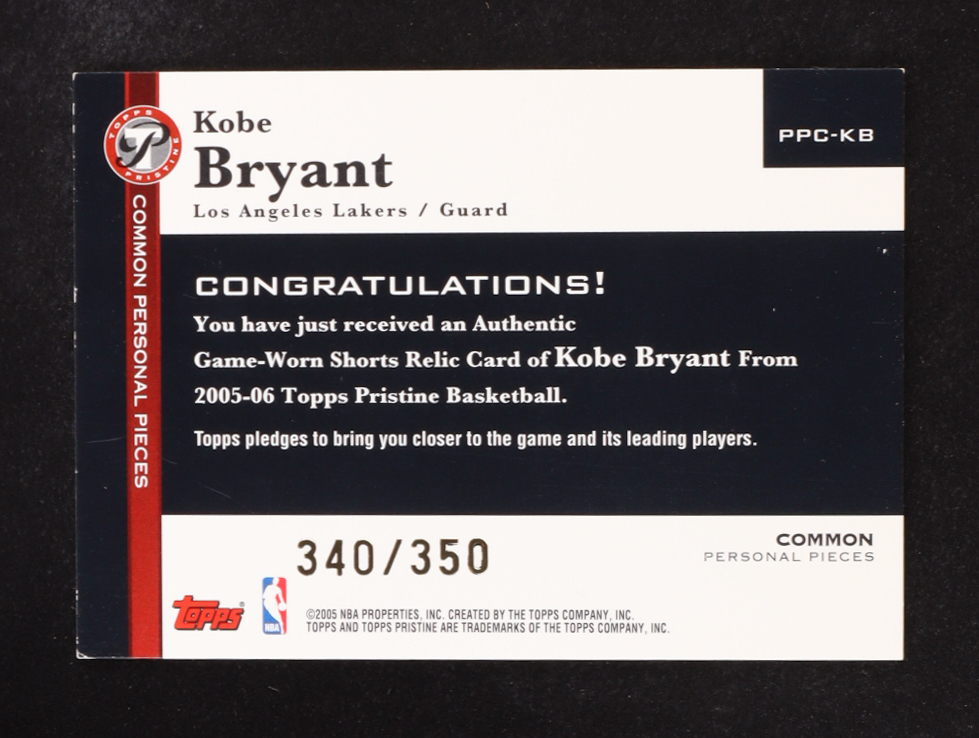 TOPPS PRISTINE
P
COMMON PERSONAL PIECES
Kobe
Bryant
Los Angeles Lakers / Guard
PPC-KB
CONGRATULATIONS!
You have just received an Authentic
Game-Worn Shorts Relic Card of Kobe Bryant From
2005-06 Topps Pristine Basketball.
Topps pledges to bring you closer to the game and its leading players.
340/350
COMMON
PERSONAL PIECES
topps®
NBA
©2005 NBA PROPERTIES, INC. CREATED BY THE TOPPS COMPANY, INC.
TOPPS AND TOPPS PRISTINE ARE TRADEMARKS OF THE TOPPS COMPANY, INC.